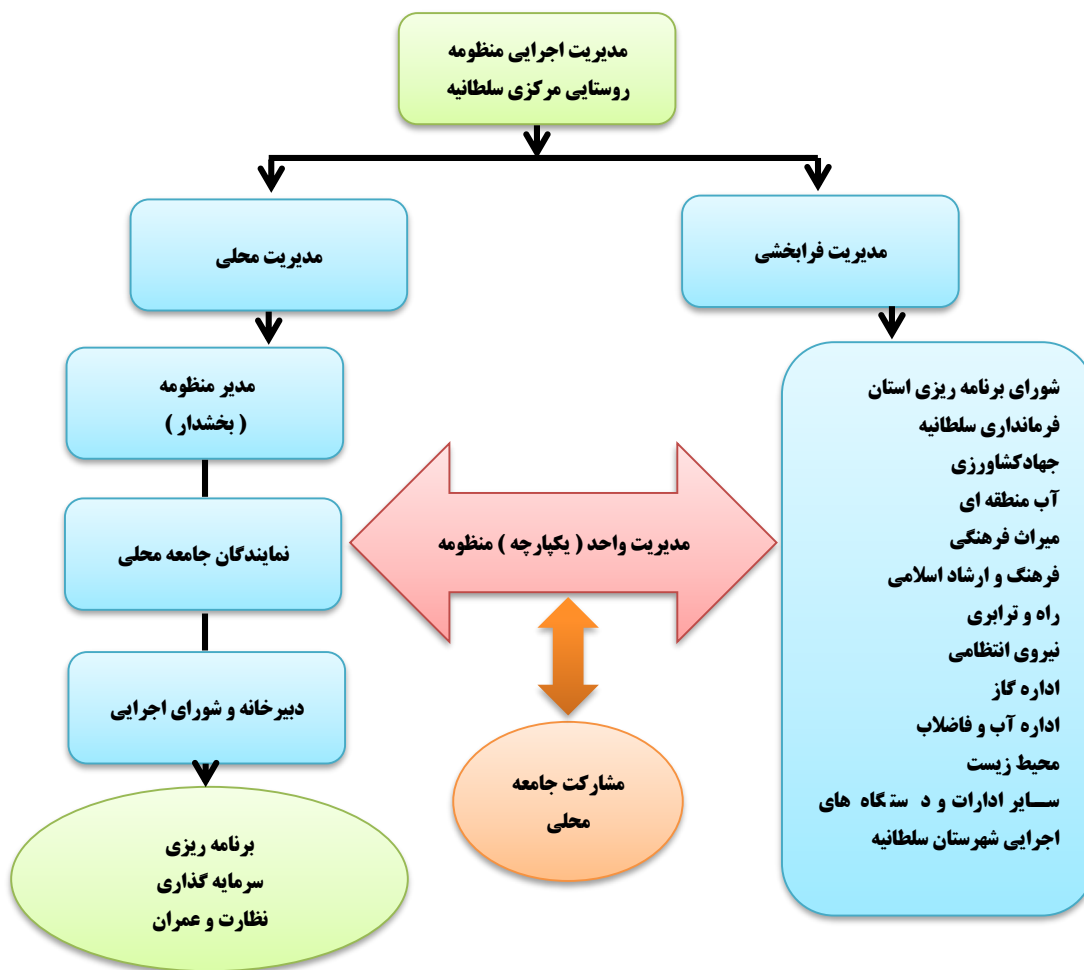 مدیریت اجرایی منظومه
روستایی مرکزی سلطانیه
مدیریت فرابخشی
مدیریت محلی
شورای برنامه ریزی استان
فرمانداری سلطانیه
جهادکشاورزی
آب منطقه ای
میراث فرهنگی
فرهنگ و ارشاد اسلامی
راه و ترابری
نیروی انتظامی
اداره گاز
اداره آب و فاضلاب
محیط زیست
ســایر ادارات و د ستگاه های
اجرایی شهرستان سلطانیه
مدیر منظومه
( بخشدار )
نمایندگان جامعه محلی
دبیرخانه و شورای اجرایی
برنامه ریزی
سرمایه گذاری
نظارت و عمران
مدیریت واحد ( یکپارچه ) منظومه
مشارکت جامعه
محلی